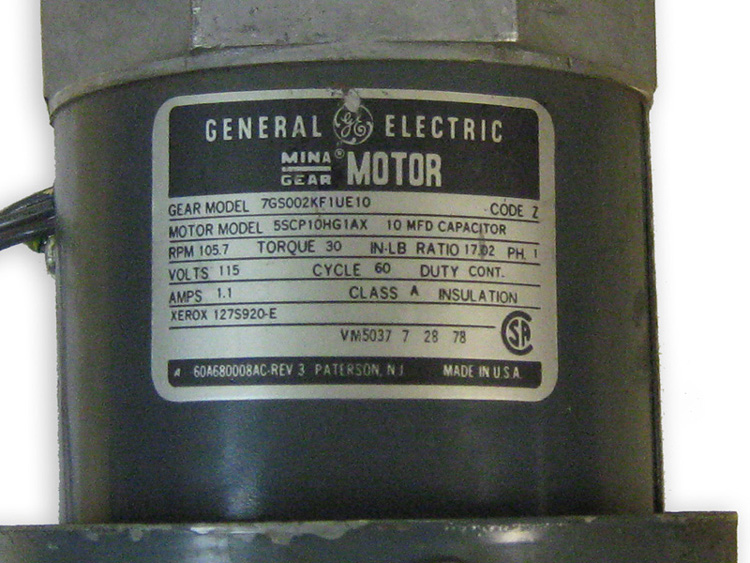 GENERAL GE ELECTRIC
MINA® MOTOR
GEAR
GEAR MODEL 7GS002KF1UE10 CODE Z
MOTOR MODEL 5SCP10HG1AX 10 MFD CAPACITOR
RPM 105.7 TORQUE 30 IN-LB RATIO 17.02 PH. 1
VOLTS 115 CYCLE 60 DUTY CONT.
AMPS 1.1 CLASS A INSULATION
XEROX 127S920-E
VM5037 7 28 78 SA
A 60A680008AC-REV 3 PATERSON, N J MADE IN U.S.A.